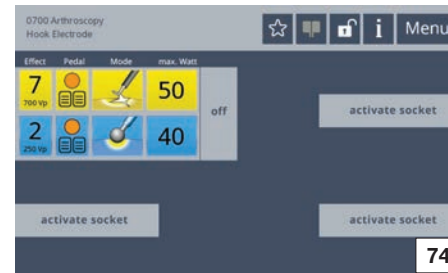 0700 Arthroscopy
Hook Electrode
i Menu
Effect Pedal Mode max. Watt
7 50
700 Vp
off
2 40
250 Vp
activate socket
activate socket
activate socket
74